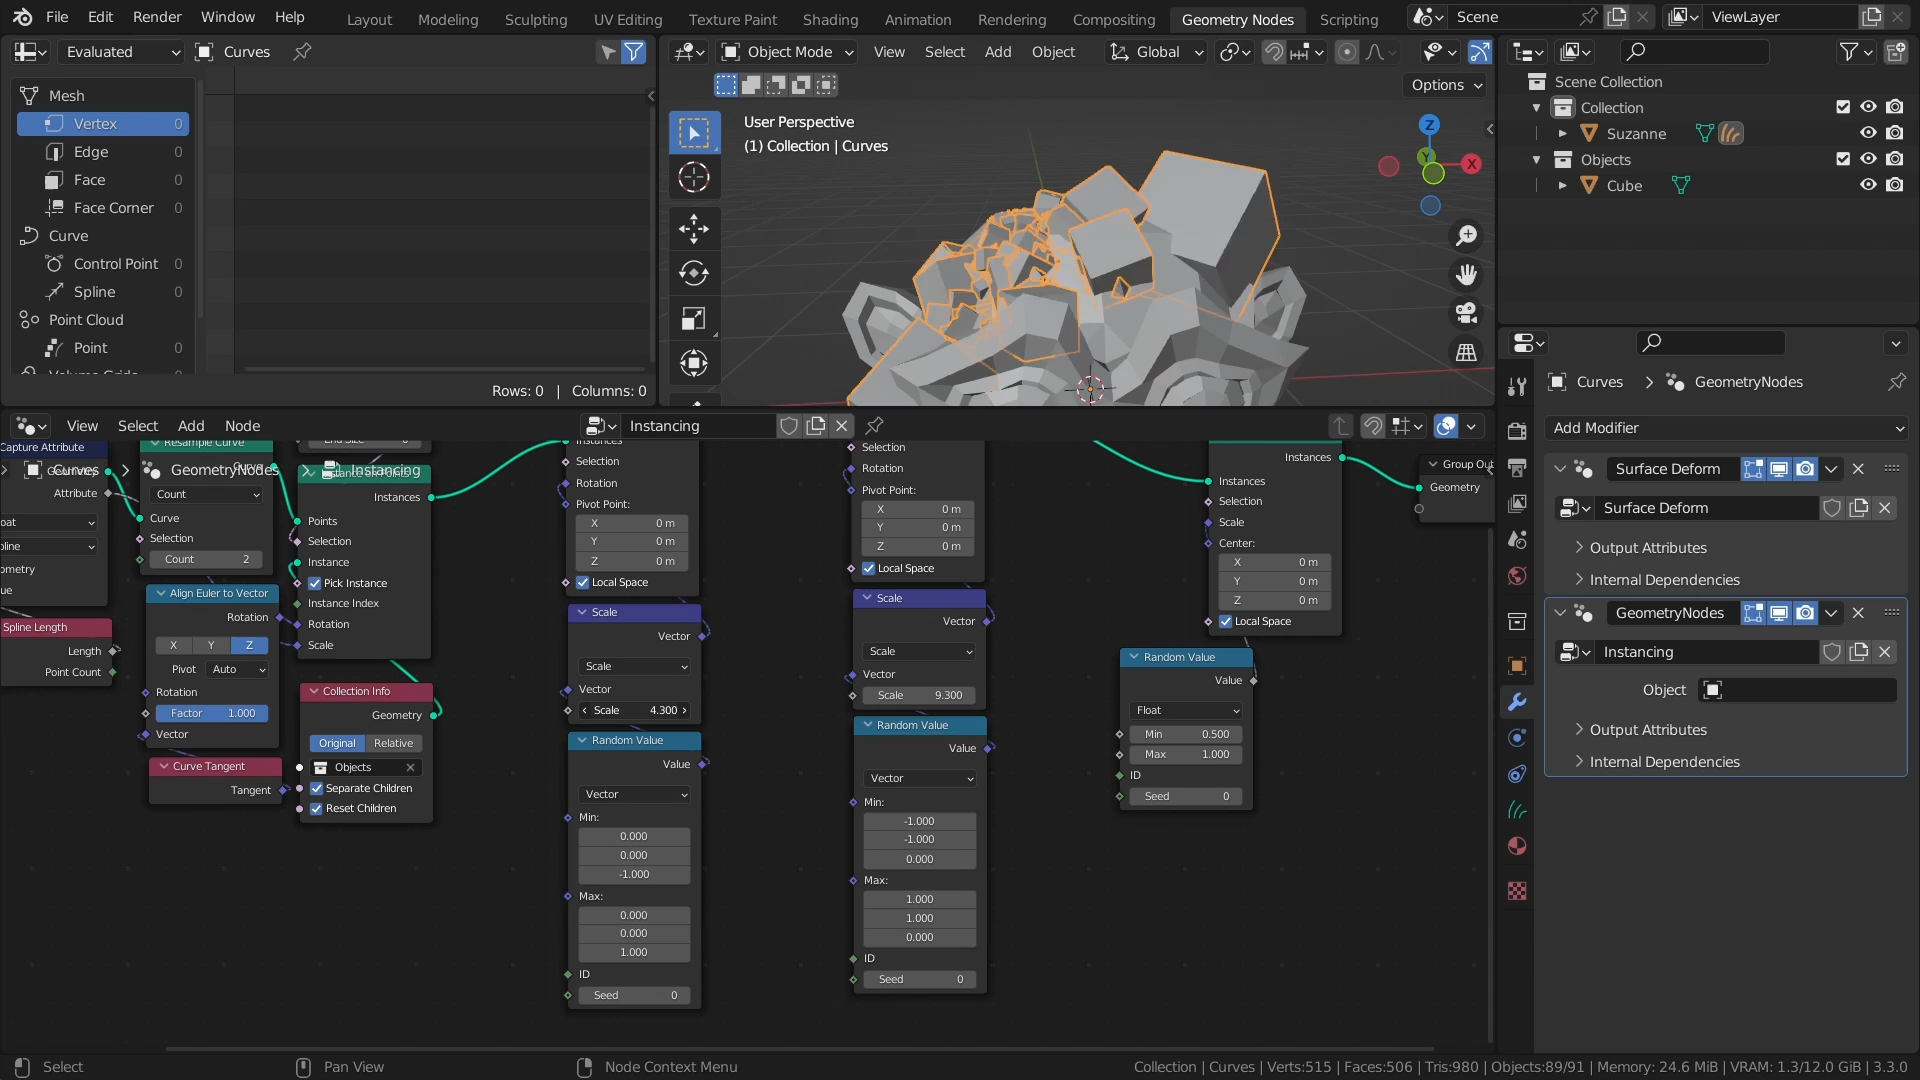 File Edit Render Window Help
Layout Modeling Sculpting UV Editing Texture Paint Shading Animation Rendering Compositing Geometry Nodes Scripting
Scene
ViewLayer
Evaluated
Curves
Mesh
Vertex 0
Edge 0
Face 0
Face Corner 0
Curve
Control Point 0
Spline 0
Point Cloud
Point 0
Rows: 0 | Columns: 0
Object Mode View Select Add Object Global
Options
User Perspective
(1) Collection | Curves
Z
Y
X
Scene Collection
Collection
Suzanne
Objects
Cube
Curves > GeometryNodes
Add Modifier
Surface Deform
Surface Deform
Output Attributes
Internal Dependencies
GeometryNodes
Instancing
Object
Output Attributes
Internal Dependencies
View Select Add Node
Instancing
Curves > GeometryNodes > Instancing
Capture Attribute
Attribute
Spline Length
Length
Point Count
Resample Curve
Count
Curve
Selection
Count 2
Align Euler to Vector
Rotation
X Y Z
Pivot Auto
Rotation
Factor 1.000
Vector
Curve Tangent
Tangent
Instances
Points
Selection
Instance
Pick Instance
Instance Index
Rotation
Scale
Collection Info
Geometry
Original Relative
Objects
Separate Children
Reset Children
Instances
Selection
Rotation
Pivot Point:
X 0 m
Y 0 m
Z 0 m
Local Space
Scale
Vector
Scale
Vector
Scale 4.300
Random Value
Value
Vector
Min:
0.000
0.000
-1.000
Max:
0.000
0.000
1.000
ID
Seed 0
Selection
Rotation
Pivot Point:
X 0 m
Y 0 m
Z 0 m
Local Space
Scale
Vector
Scale
Vector
Scale 9.300
Random Value
Value
Vector
Min:
-1.000
-1.000
0.000
Max:
1.000
1.000
0.000
ID
Seed 0
Instances
Instances
Selection
Scale
Center:
X 0 m
Y 0 m
Z 0 m
Local Space
Random Value
Value
Float
Min 0.500
Max 1.000
ID
Seed 0
Group Out
Geometry
Select
Pan View
Node Context Menu
Collection | Curves | Verts:515 | Faces:506 | Tris:980 | Objects:89/91 | Memory: 24.6 MiB | VRAM: 1.3/12.0 GiB | 3.3.0